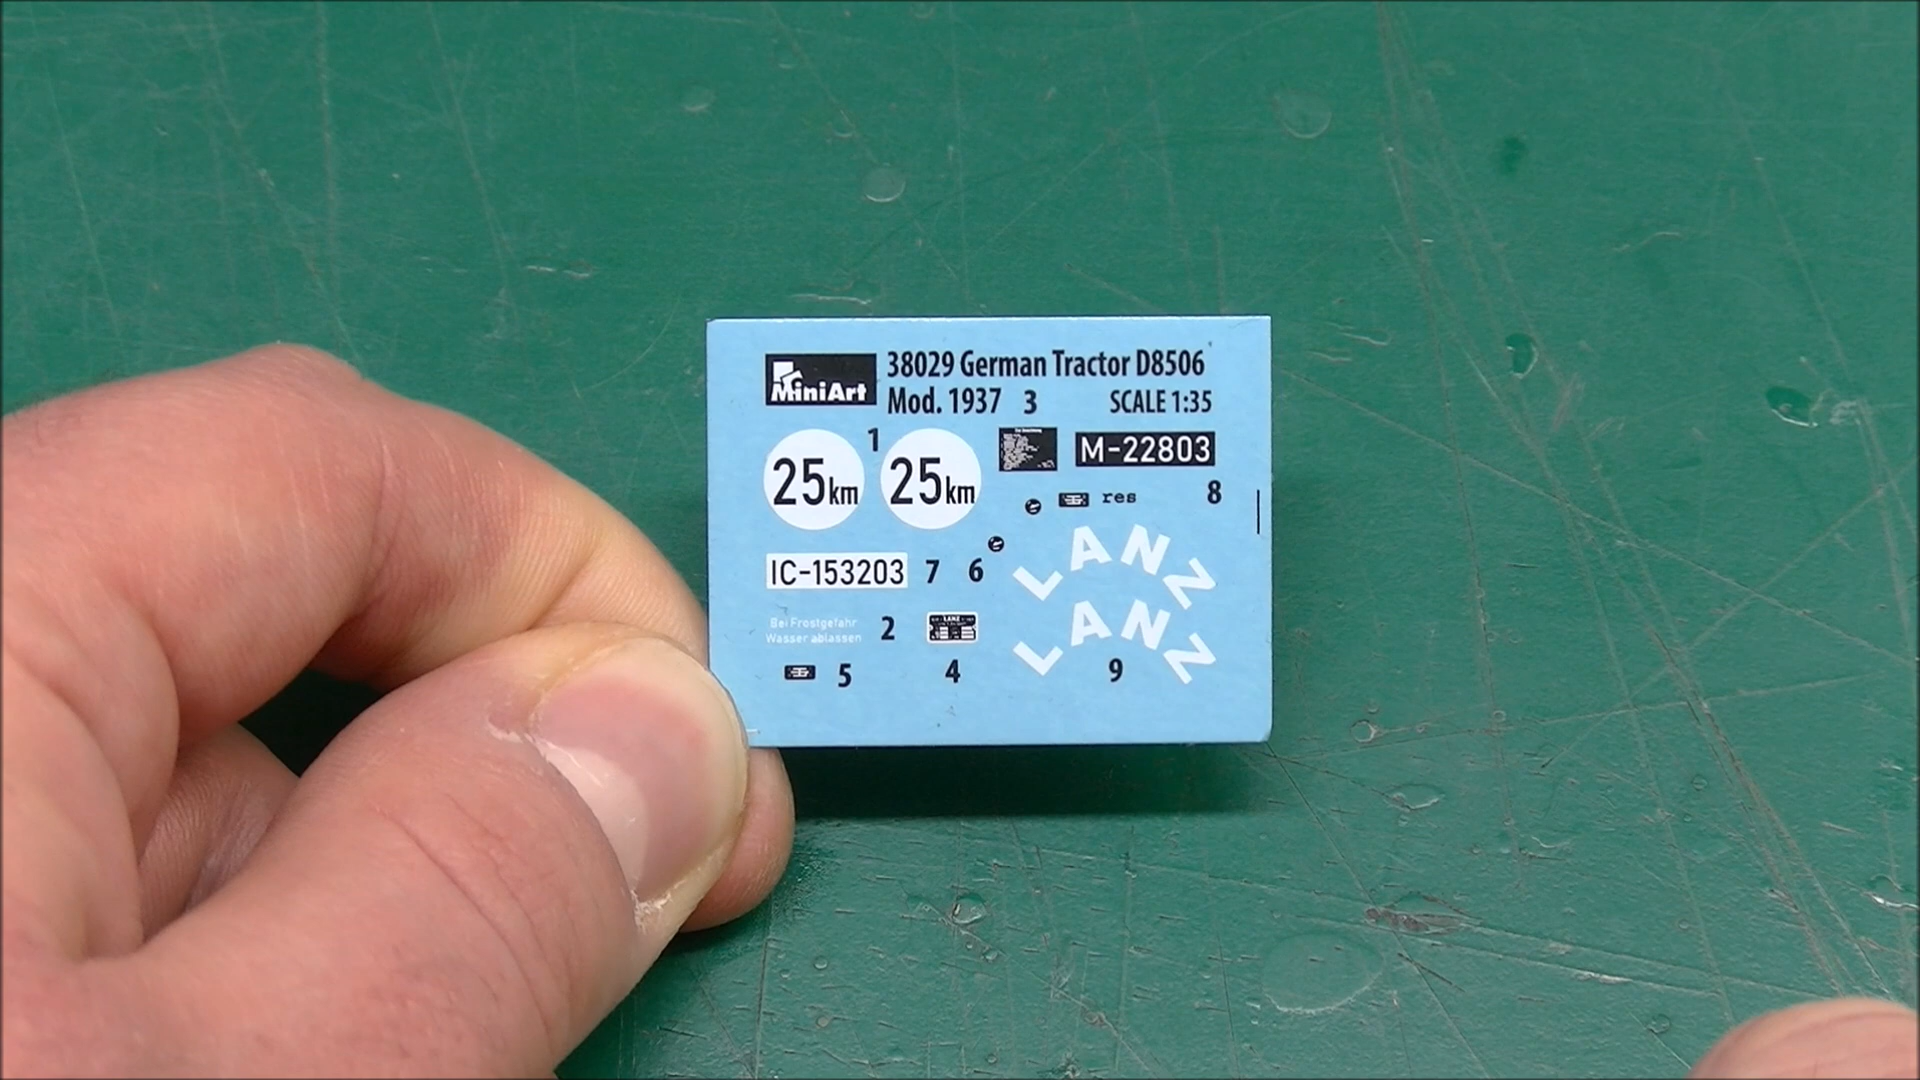 MiniArt
38029 German Tractor D8506
Mod. 1937 3 SCALE 1:35
1
25km 25km
M-22803
res 8
IC-153203 7 6
LANZ
Bei Frostgefahr
Wasser ablassen 2
LANZ
LANZ
5 4 9